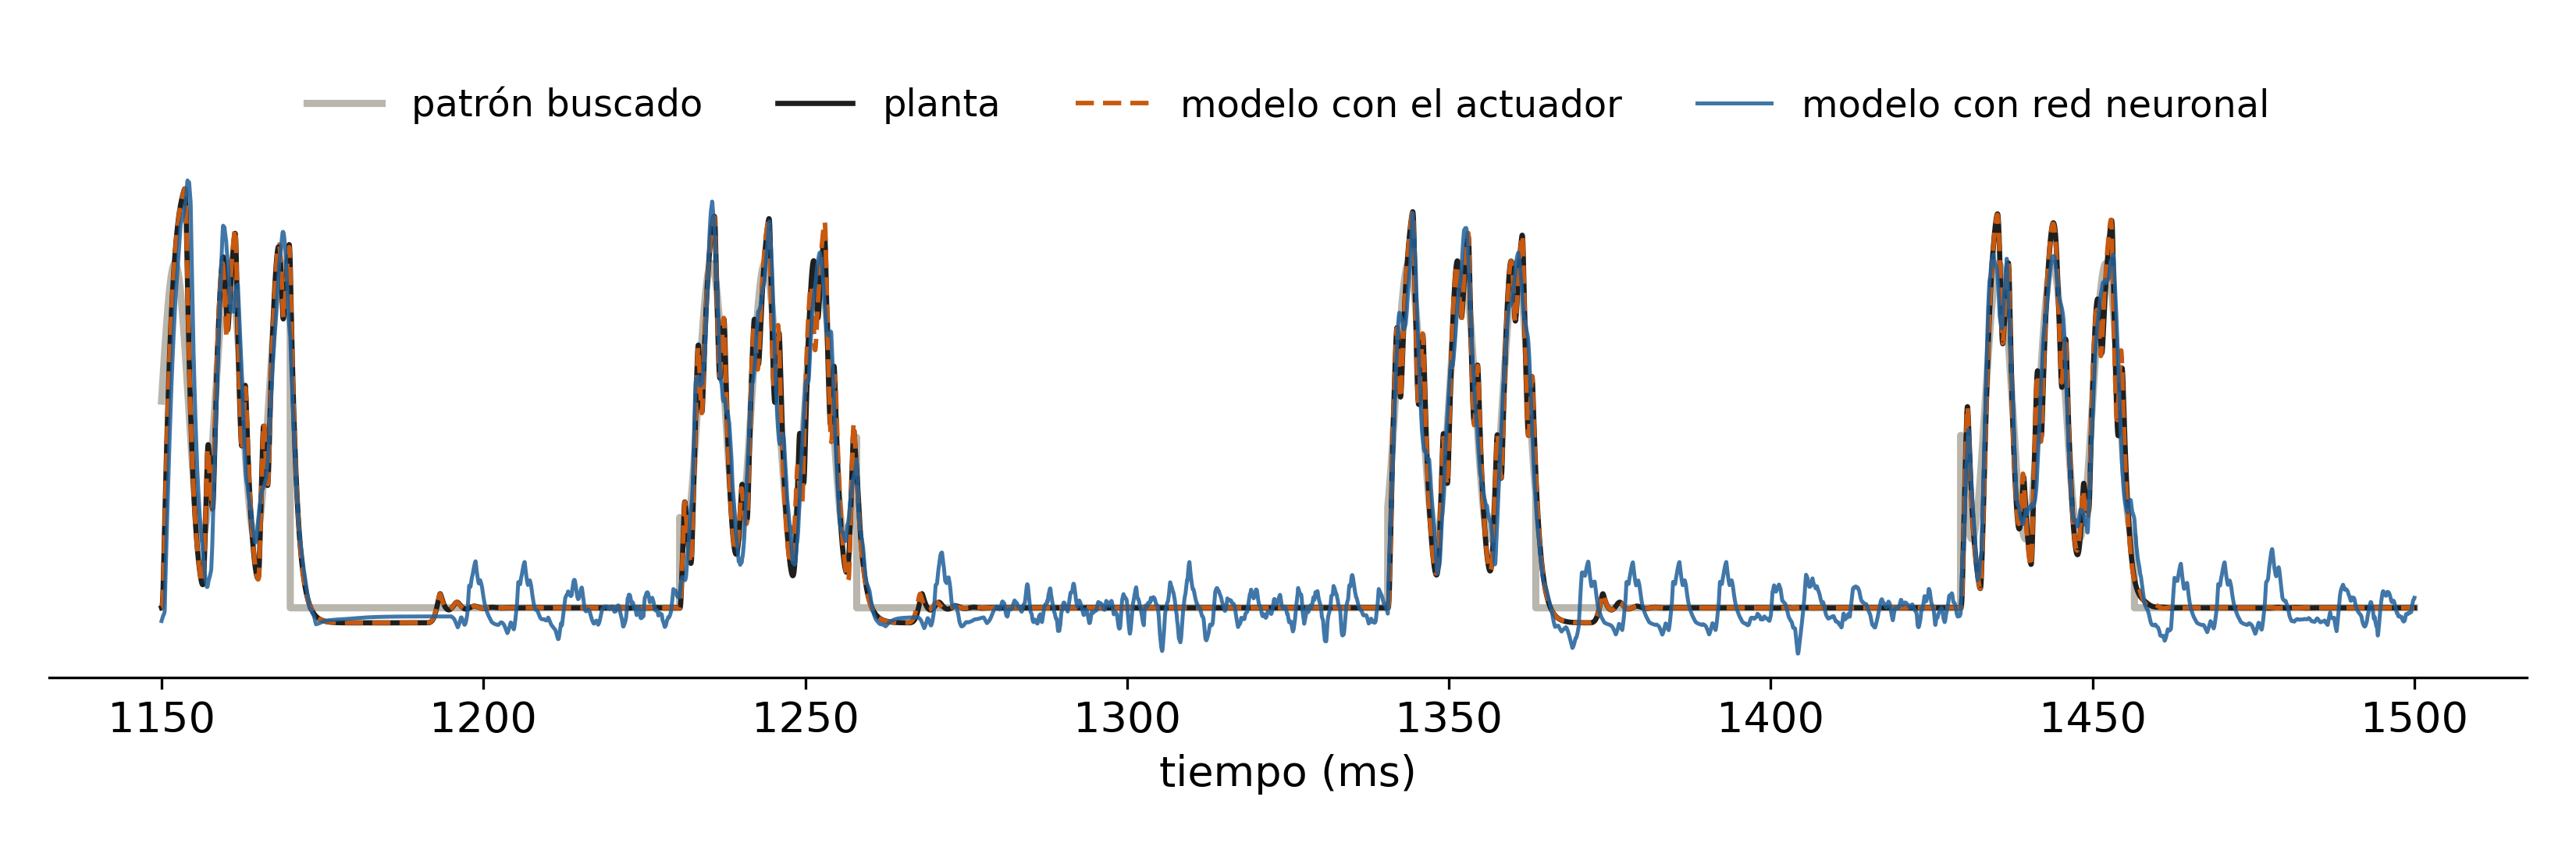 patrón buscado planta modelo con el actuador modelo con red neuronal
1150 1200 1250 1300 1350 1400 1450 1500
tiempo (ms)